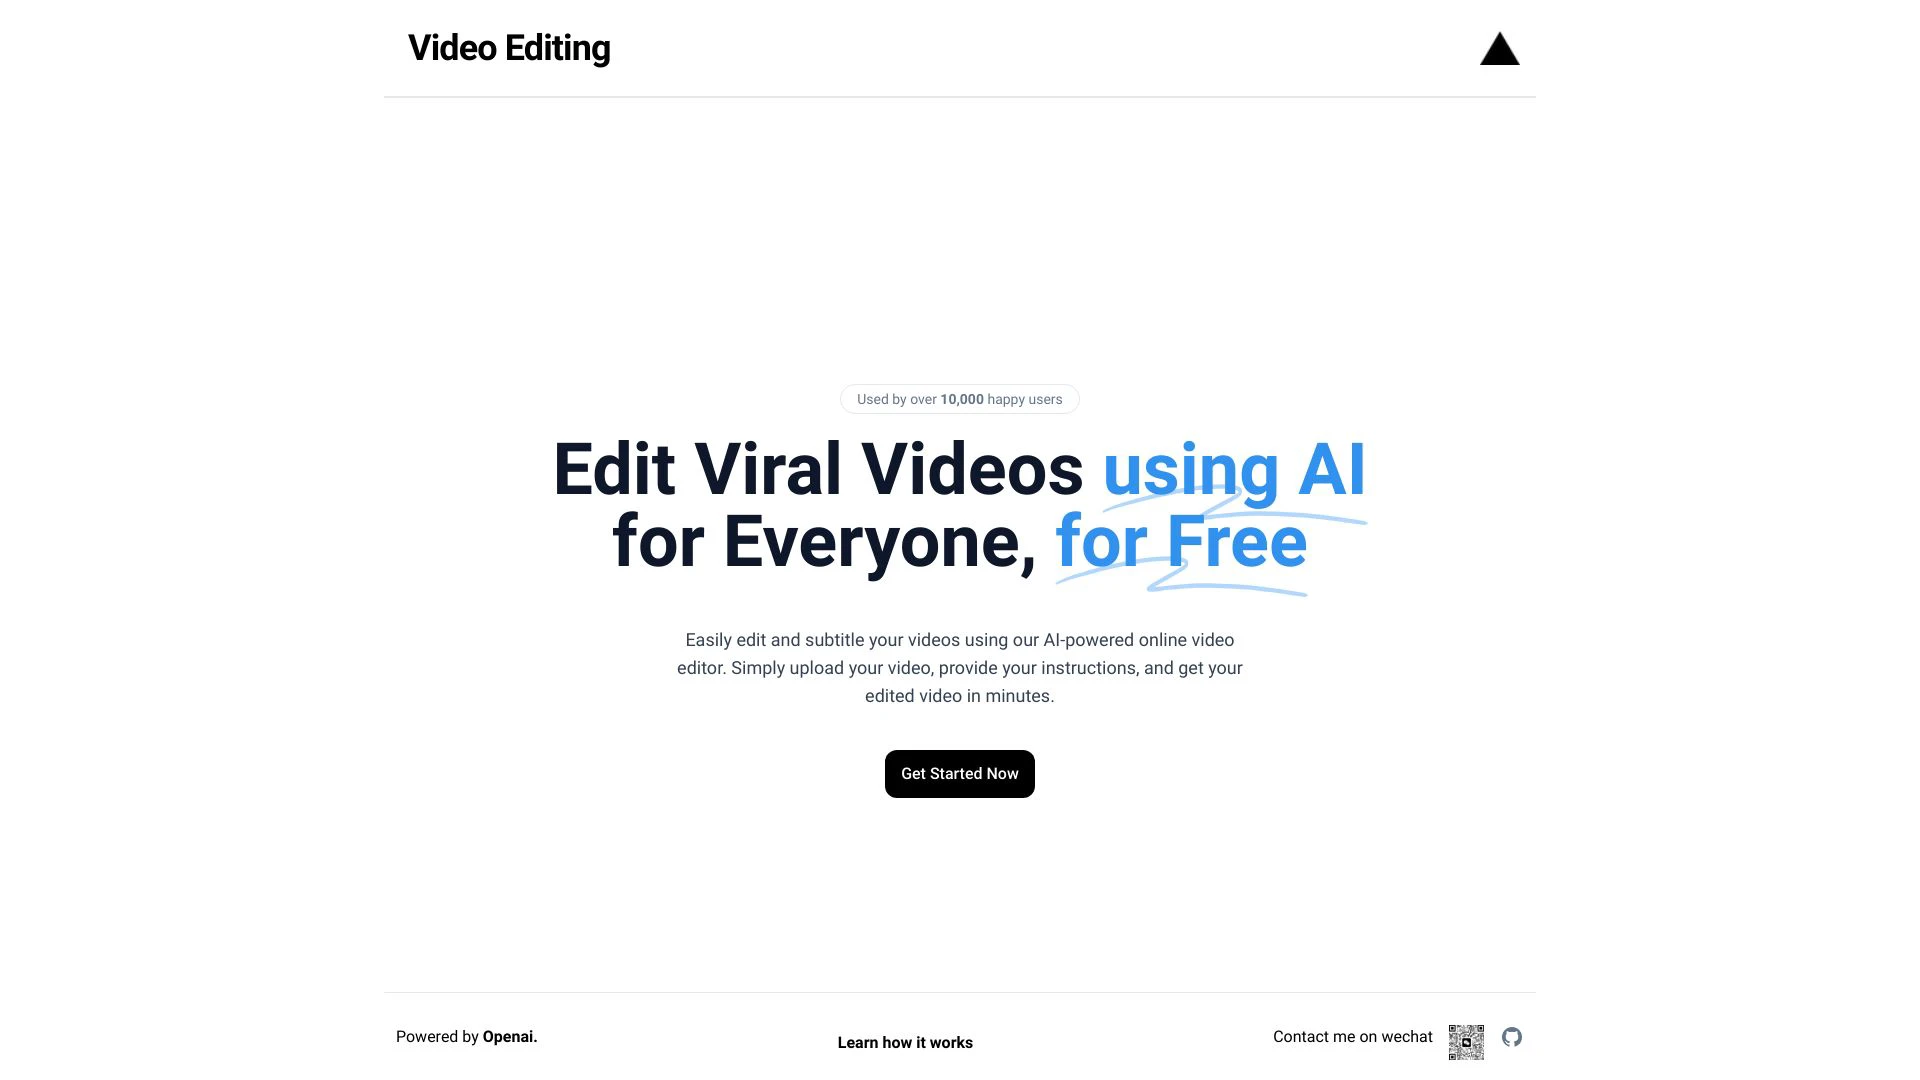 Video Editing
Used by over 10,000 happy users
Edit Viral Videos using AI
for Everyone, for Free
Easily edit and subtitle your videos using our AI-powered online video
editor. Simply upload your video, provide your instructions, and get your
edited video in minutes.
Get Started Now
Powered by Openai.
Learn how it works
Contact me on wechat